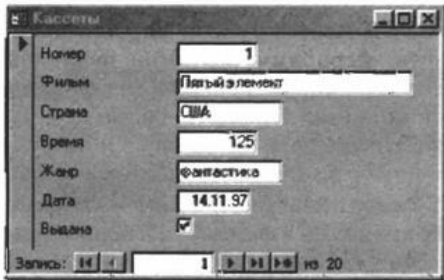 Кассеты
Номер 1
Фильм Пятый элемент
Страна США
Время 125
Жанр фантастика
Дата 14.11.97
Выдана
Запись: 1 из 20